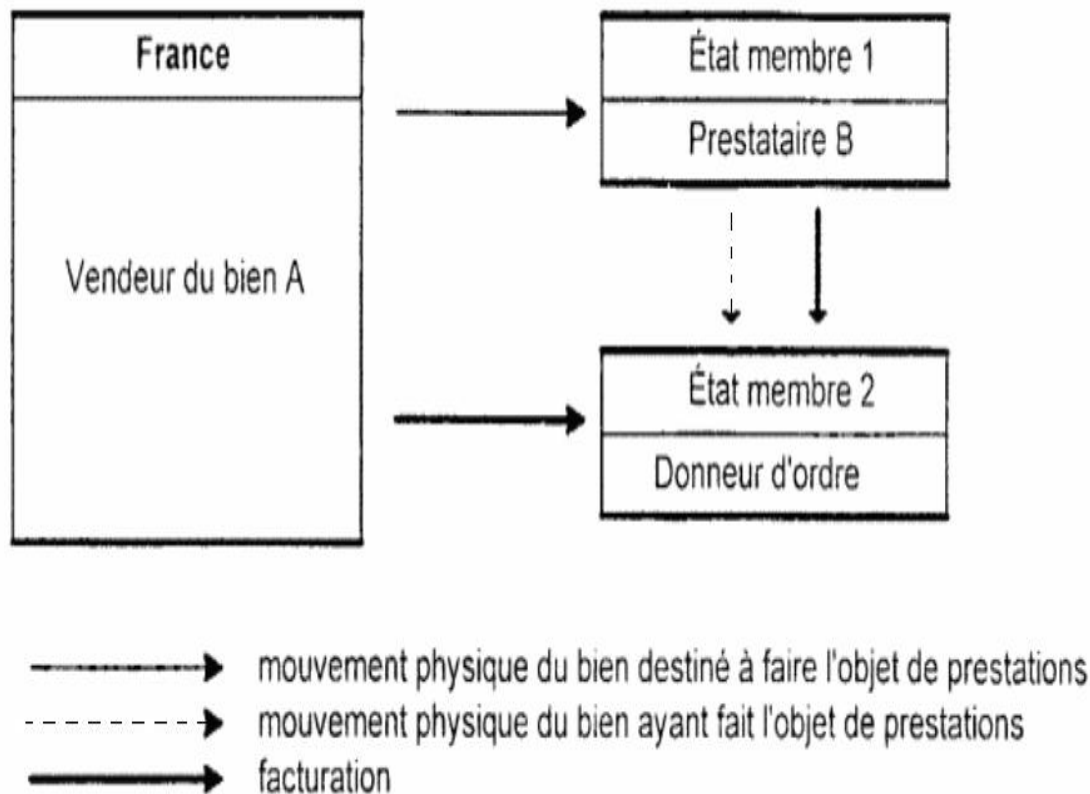 France
Vendeur du bien A
État membre 1
Prestataire B
État membre 2
Donneur d'ordre
mouvement physique du bien destiné à faire l'objet de prestations
mouvement physique du bien ayant fait l'objet de prestations
facturation